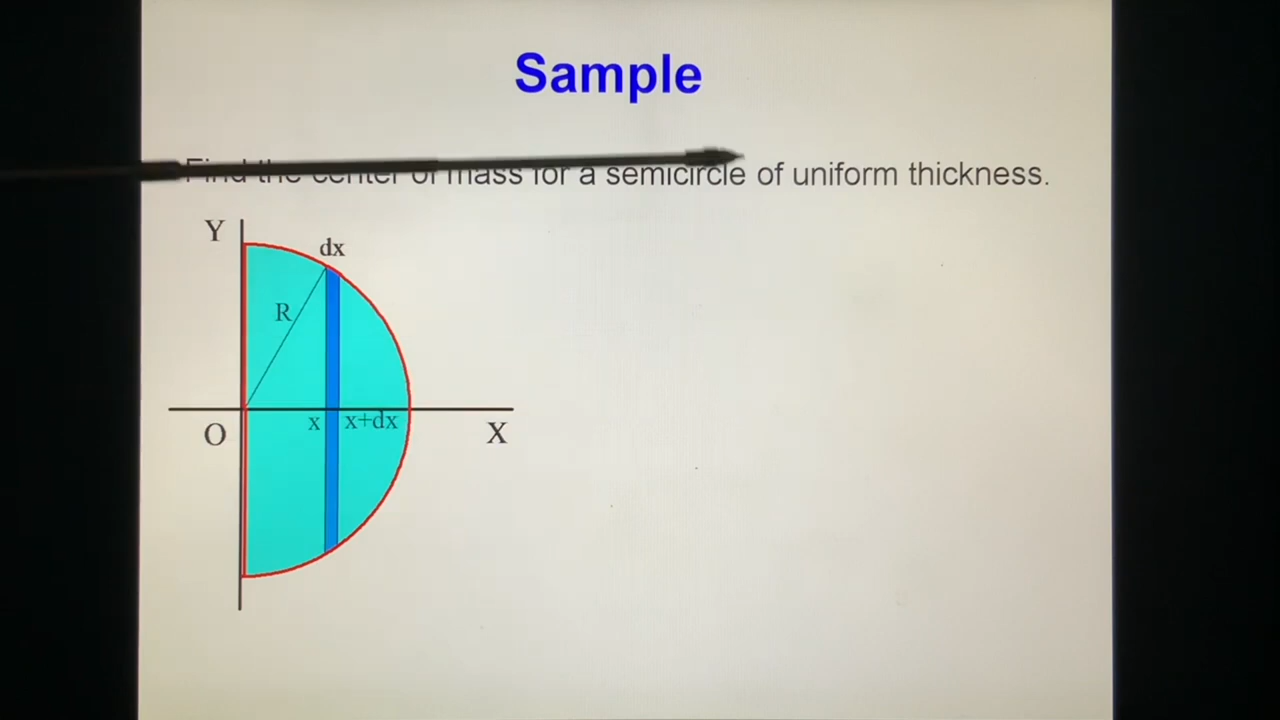 Sample
Find the center of mass for a semicircle of uniform thickness.
Y
dx
R
x x+dx
O
X